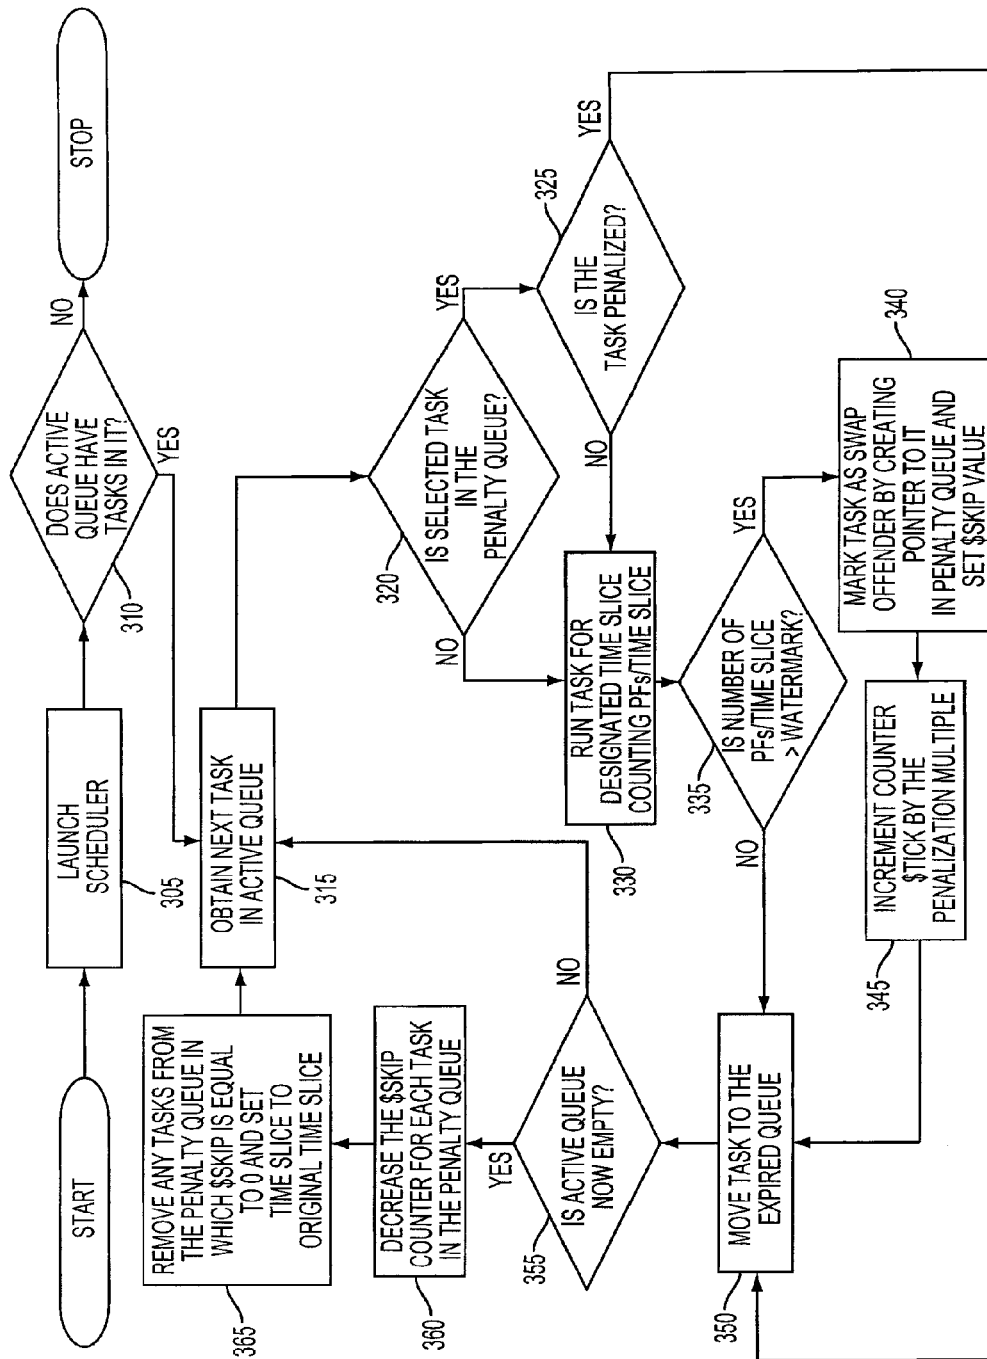 START
LAUNCH
SCHEDULER
305
DOES ACTIVE
QUEUE HAVE
TASKS IN IT?
310
NO
YES
STOP
OBTAIN NEXT TASK
IN ACTIVE QUEUE
315
IS SELECTED TASK
IN THE
PENALTY QUEUE?
320
YES
NO
IS THE
TASK PENALIZED?
325
YES
NO
RUN TASK FOR
DESIGNATED TIME SLICE
COUNTING PFs/TIME SLICE
330
IS NUMBER OF
PFs/TIME SLICE
> WATERMARK?
335
YES
NO
MARK TASK AS SWAP
OFFENDER BY CREATING
POINTER TO IT
IN PENALTY QUEUE AND
SET $SKIP VALUE
340
INCREMENT COUNTER
$TICK BY THE
PENALIZATION MULTIPLE
345
MOVE TASK TO THE
EXPIRED QUEUE
350
IS ACTIVE QUEUE
NOW EMPTY?
355
NO
YES
DECREASE THE $SKIP
COUNTER FOR EACH TASK
IN THE PENALTY QUEUE
360
REMOVE ANY TASKS FROM
THE PENALTY QUEUE IN
WHICH $SKIP IS EQUAL
TO 0 AND SET
TIME SLICE TO
ORIGINAL TIME SLICE
365